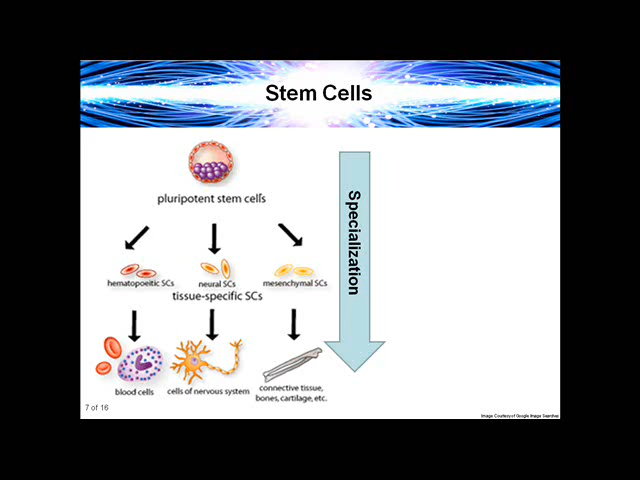 Stem Cells
pluripotent stem cells
hematopoeitic SCs
neural SCs
mesenchymal SCs
tissue-specific SCs
Specialization
blood cells
cells of nervous system
connective tissue,
bones, cartilage, etc.
7 of 16
Image Courtesy of Google Image Searches